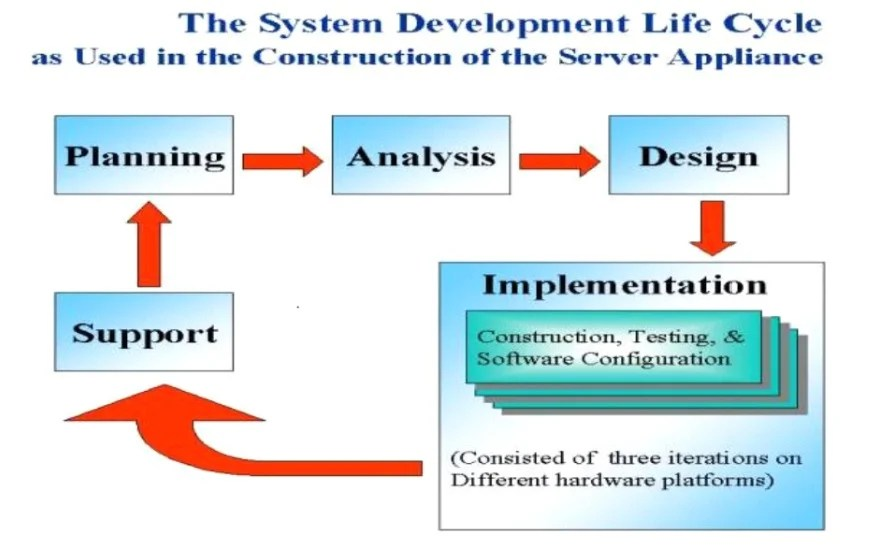 The System Development Life Cycle
as Used in the Construction of the Server Appliance
Planning
Analysis
Design
Implementation
Construction, Testing, &
Software Configuration
(Consisted of three iterations on
Different hardware platforms)
Support